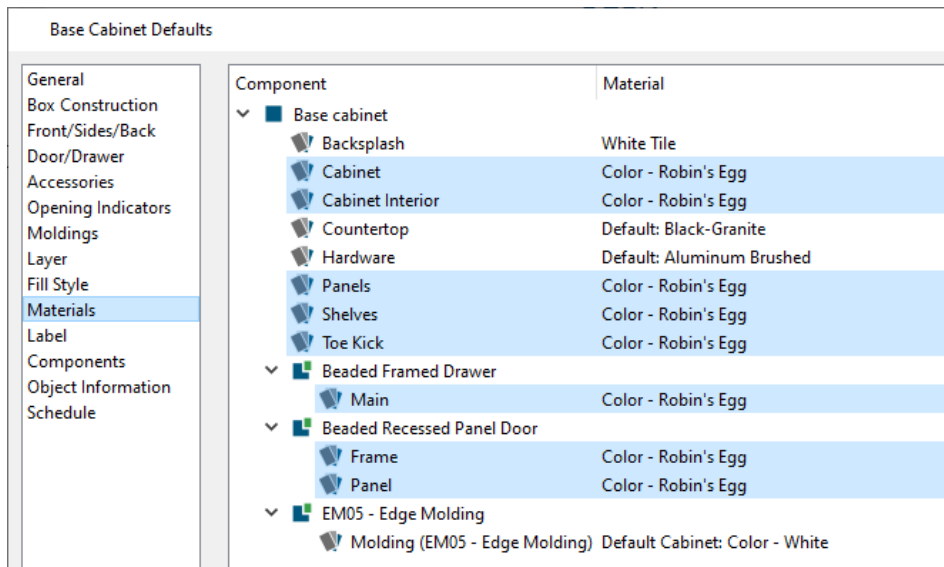 Base Cabinet Defaults
General
Box Construction
Front/Sides/Back
Door/Drawer
Accessories
Opening Indicators
Moldings
Layer
Fill Style
Materials
Label
Components
Object Information
Schedule
Component Material
Base cabinet
Backsplash White Tile
Cabinet Color - Robin's Egg
Cabinet Interior Color - Robin's Egg
Countertop Default: Black-Granite
Hardware Default: Aluminum Brushed
Panels Color - Robin's Egg
Shelves Color - Robin's Egg
Toe Kick Color - Robin's Egg
Beaded Framed Drawer
Main Color - Robin's Egg
Beaded Recessed Panel Door
Frame Color - Robin's Egg
Panel Color - Robin's Egg
EM05 - Edge Molding
Molding (EM05 - Edge Molding) Default Cabinet: Color - White